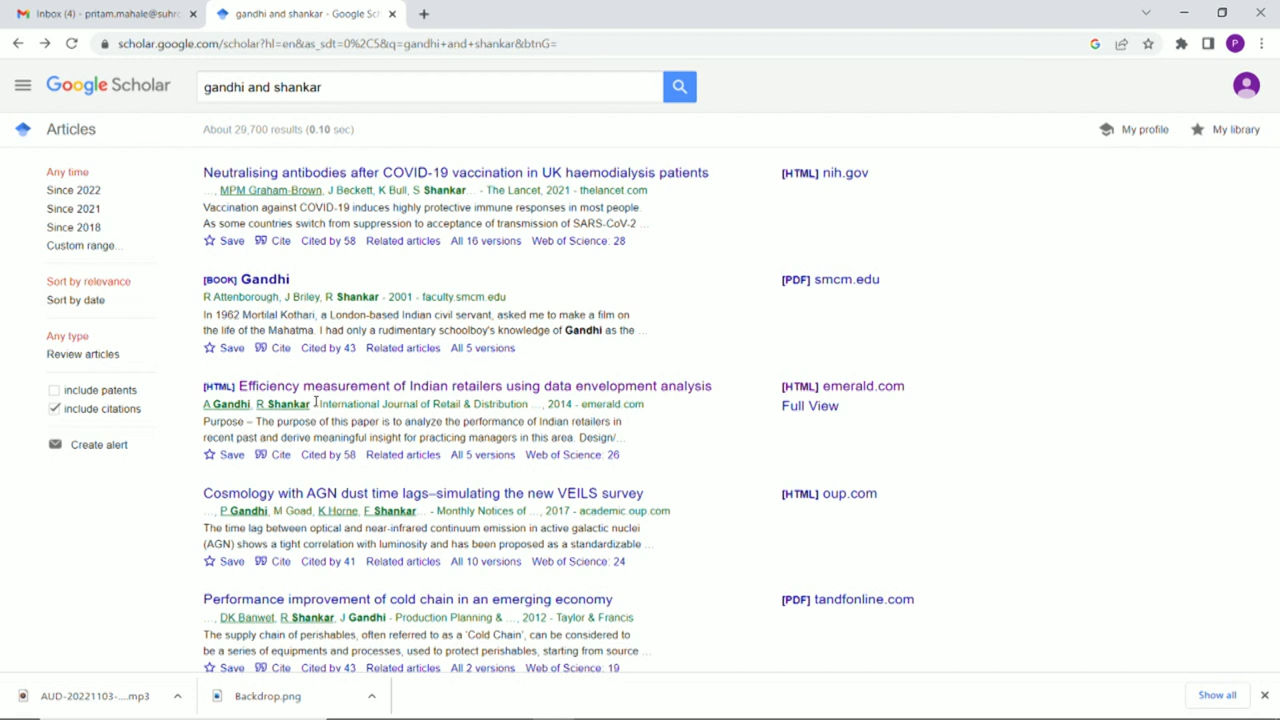 Inbox (4) - pritam.mahale@suhrc
gandhi and shankar - Google Sch
scholar.google.com/scholar?hl=en&as_sdt=0%2C5&q=gandhi+and+shankar&btnG=
P
Google Scholar
gandhi and shankar
Articles
About 29,700 results (0.10 sec)
My profile
My library
Any time
Since 2022
Since 2021
Since 2018
Custom range...
Sort by relevance
Sort by date
Any type
Review articles
include patents
include citations
Create alert
Neutralising antibodies after COVID-19 vaccination in UK haemodialysis patients
[HTML] nih.gov
..., MPM Graham-Brown, J Beckett, K Bull, S Shankar... - The Lancet, 2021 - thelancet.com
Vaccination against COVID-19 induces highly protective immune responses in most people.
As some countries switch from suppression to acceptance of transmission of SARS-CoV-2 ...
Save Cite Cited by 58 Related articles All 16 versions Web of Science: 28
[BOOK] Gandhi
[PDF] smcm.edu
R Attenborough, J Briley, R Shankar - 2001 - faculty.smcm.edu
In 1962 Mortilal Kothari, a London-based Indian civil servant, asked me to make a film on
the life of the Mahatma. I had only a rudimentary schoolboy's knowledge of Gandhi as the ...
Save Cite Cited by 43 Related articles All 5 versions
[HTML] Efficiency measurement of Indian retailers using data envelopment analysis
[HTML] emerald.com
Full View
A Gandhi, R Shankar - International Journal of Retail & Distribution ..., 2014 - emerald.com
Purpose – The purpose of this paper is to analyze the performance of Indian retailers in
recent past and derive meaningful insight for practicing managers in this area. Design/...
Save Cite Cited by 58 Related articles All 5 versions Web of Science: 26
Cosmology with AGN dust time lags–simulating the new VEILS survey
[HTML] oup.com
..., P Gandhi, M Goad, K Horne, F Shankar... - Monthly Notices of ..., 2017 - academic.oup.com
The time lag between optical and near-infrared continuum emission in active galactic nuclei
(AGN) shows a tight correlation with luminosity and has been proposed as a standardizable ...
Save Cite Cited by 41 Related articles All 10 versions Web of Science: 24
Performance improvement of cold chain in an emerging economy
[PDF] tandfonline.com
..., DK Banwet, R Shankar, J Gandhi - Production Planning & ..., 2012 - Taylor & Francis
The supply chain of perishables, often referred to as a 'Cold Chain', can be considered to
be a series of equipments and processes, used to protect perishables, starting from source ...
Save Cite Cited by 43 Related articles All 2 versions Web of Science: 19
AUD-20221103-....mp3
Backdrop.png
Show all